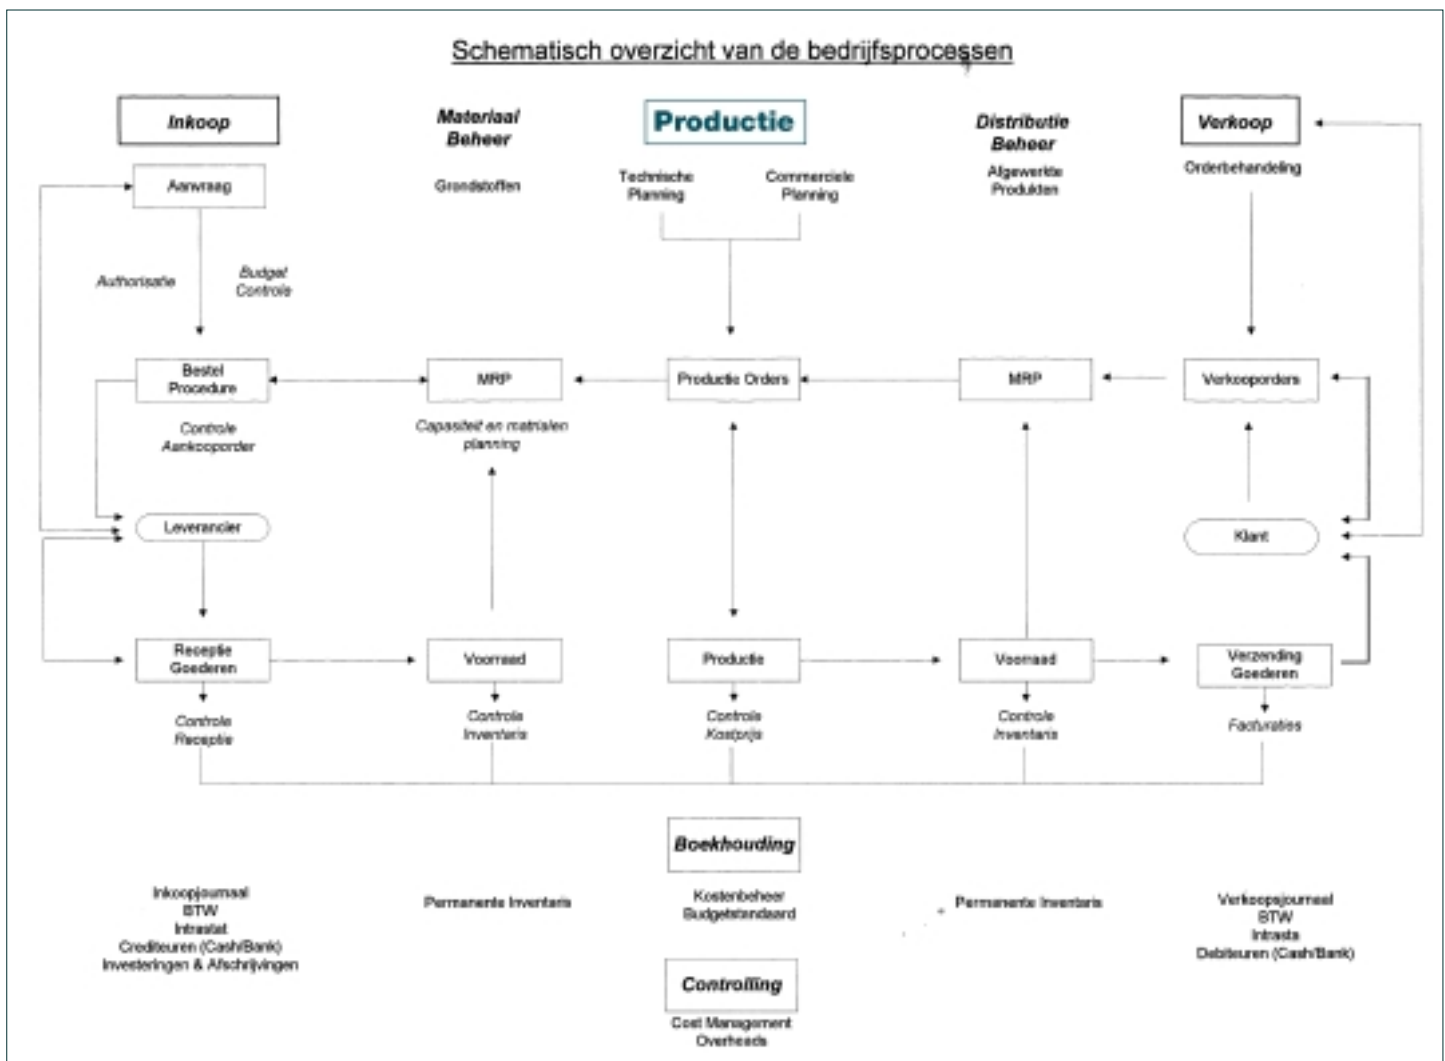 Schematisch overzicht van de bedrijfsprocessen
Inkoop
Materiaal
Beheer
Productie
Distributie
Beheer
Verkoop
Aanvraag
Grondstoffen
Technische
Planning
Commerciele
Planning
Afgewerkte
Produkten
Orderbehandeling
Authorisatie
Budget
Controle
Bestel
Procedure
MRP
Productie Orders
MRP
Verkooporders
Controle
Aankooporder
Capasiteit en matrialen
planning
Leverancier
Klant
Receptie
Goederen
Voorraad
Productie
Voorraad
Verzending
Goederen
Controle
Receptie
Controle
Inventaris
Controle
Kostprijs
Controle
Inventaris
Facturaties
Boekhouding
Inkoopjournaal
BTW
Intrastat
Crediteuren (Cash/Bank)
Investeringen & Afschrijvingen
Permanente Inventaris
Kostenbeheer
Budgetstandaard
Permanente Inventaris
Verkoopsjournaal
BTW
Intrasta
Debiteuren (Cash/Bank)
Controlling
Cost Management
Overheads